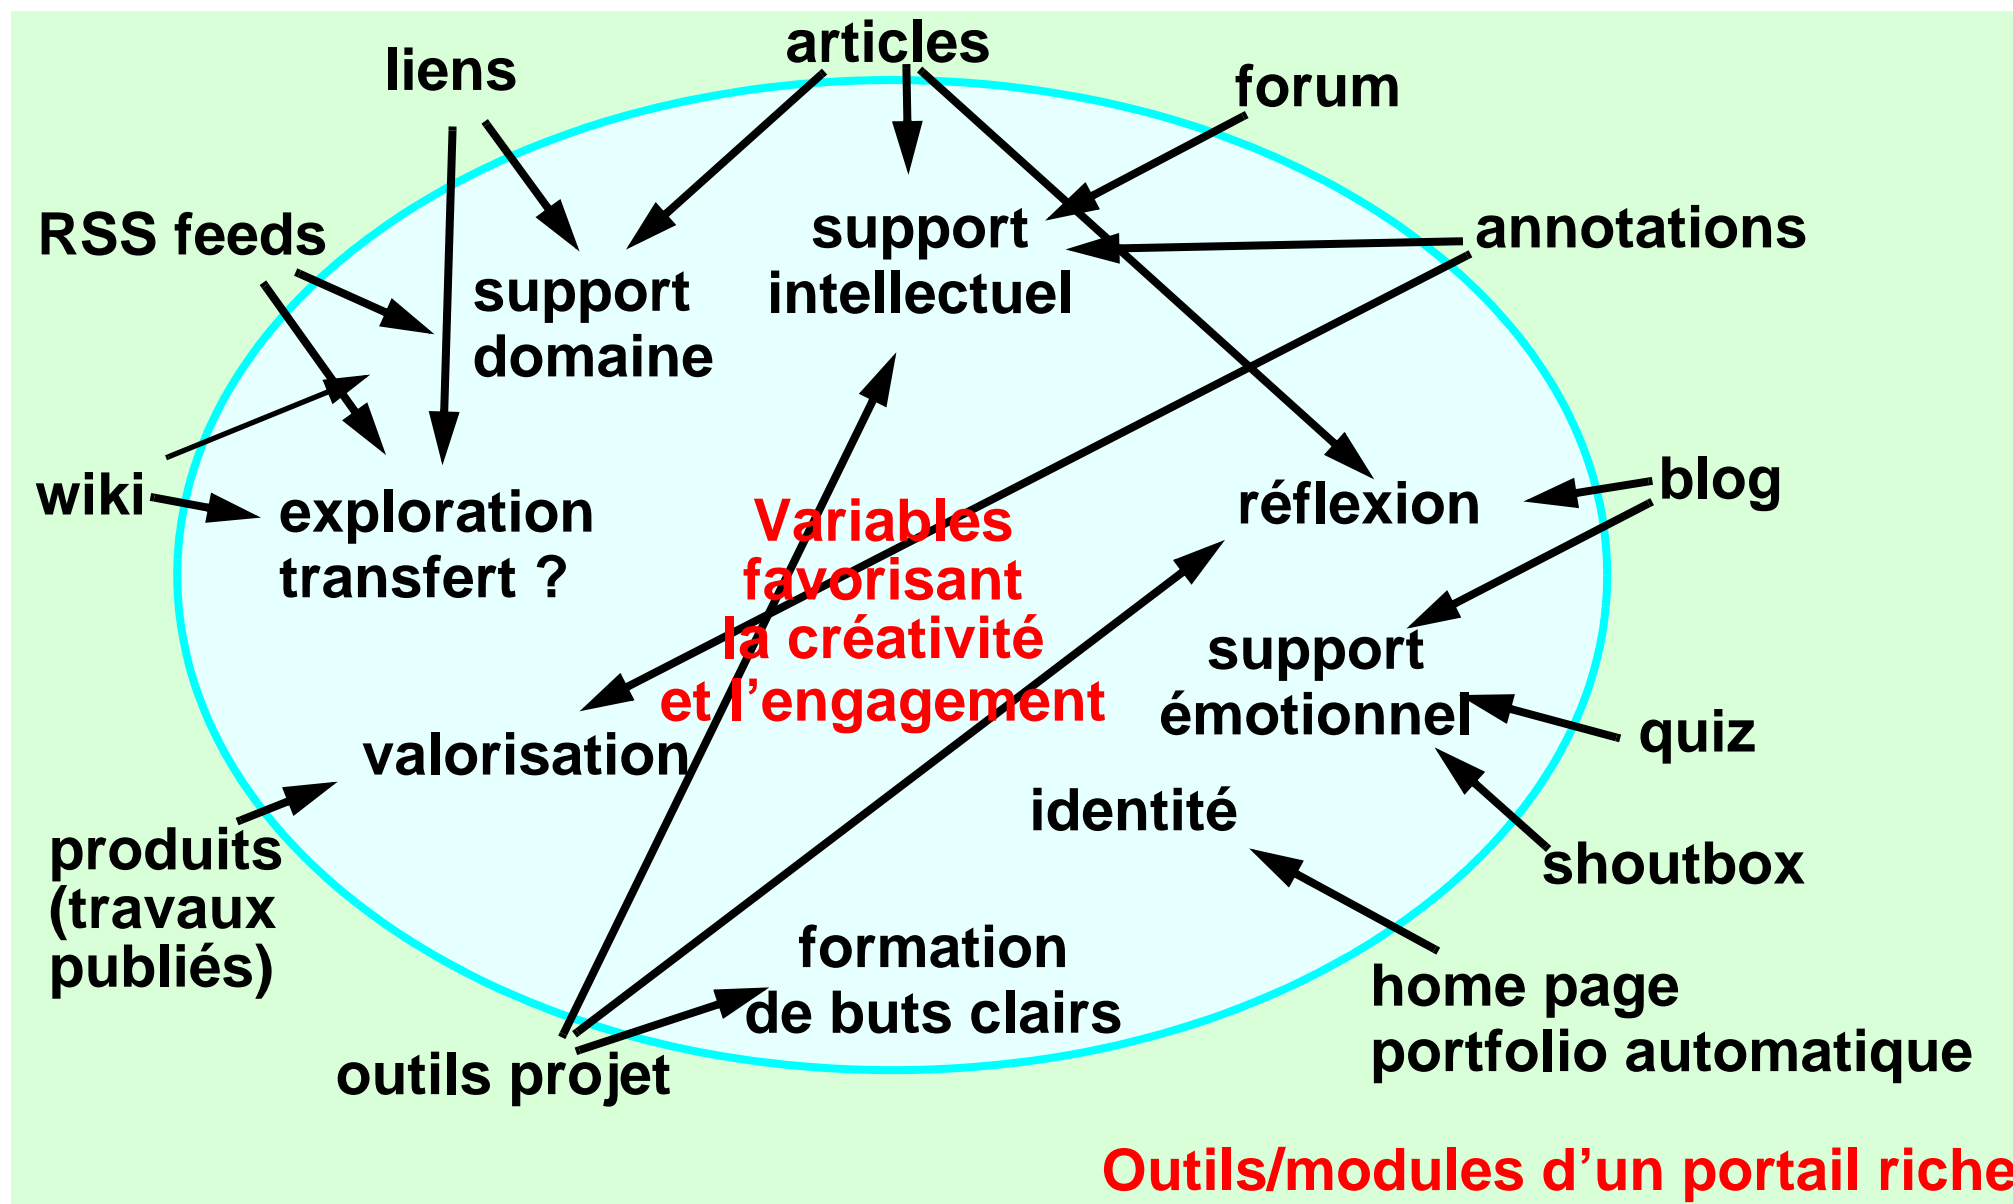 articles
liens
forum
RSS feeds
support
intellectuel
annotations
support
domaine
wiki
exploration
transfert ?
Variables
favorisant
la créativité
et l’engagement
réflexion
blog
support
émotionnel
quiz
valorisation
identité
produits
(travaux
publiés)
shoutbox
formation
de buts clairs
home page
portfolio automatique
outils projet
Outils/modules d’un portail riche